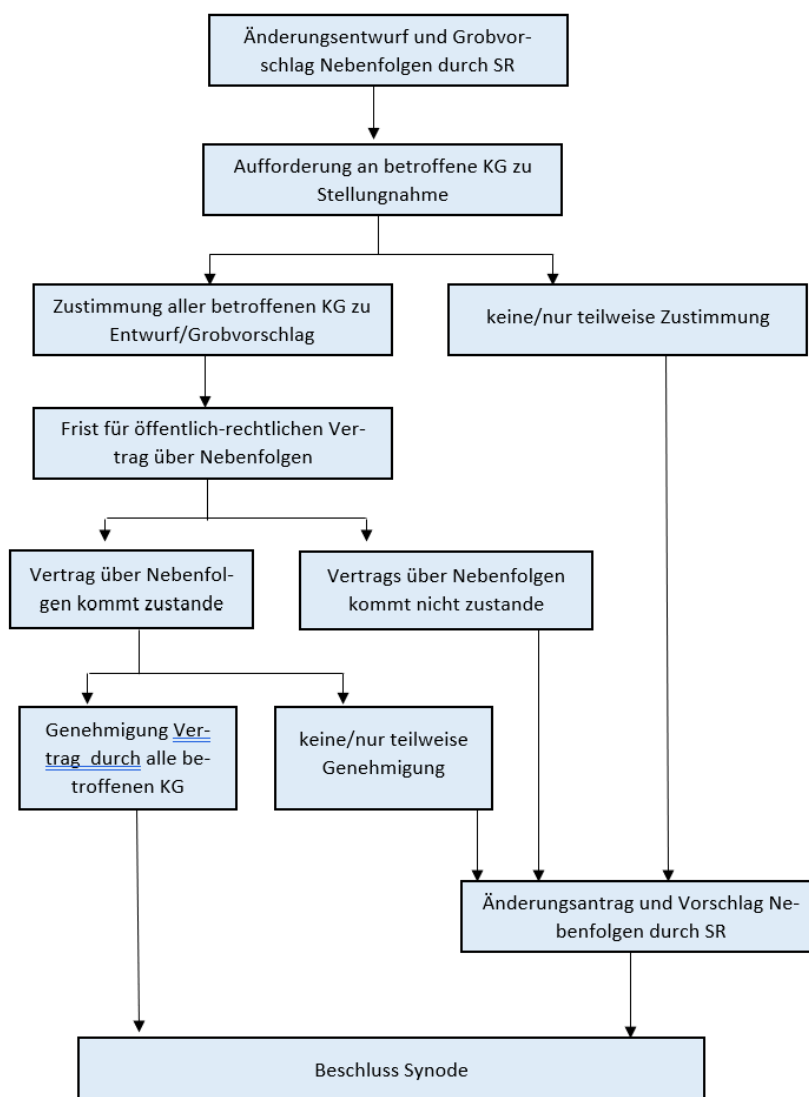 Änderungsentwurf und Grobvor-
schlag Nebenfolgen durch SR
Aufforderung an betroffene KG zu
Stellungnahme
Zustimmung aller betroffenen KG zu
Entwurf/Grobvorschlag
keine/nur teilweise Zustimmung
Frist für öffentlich-rechtlichen Ver-
trag über Nebenfolgen
Vertrag über Nebenfol-
gen kommt zustande
Vertrags über Nebenfolgen
kommt nicht zustande
Genehmigung Ver-
trag durch alle be-
troffenen KG
keine/nur teilweise
Genehmigung
Änderungsantrag und Vorschlag Ne-
benfolgen durch SR
Beschluss Synode